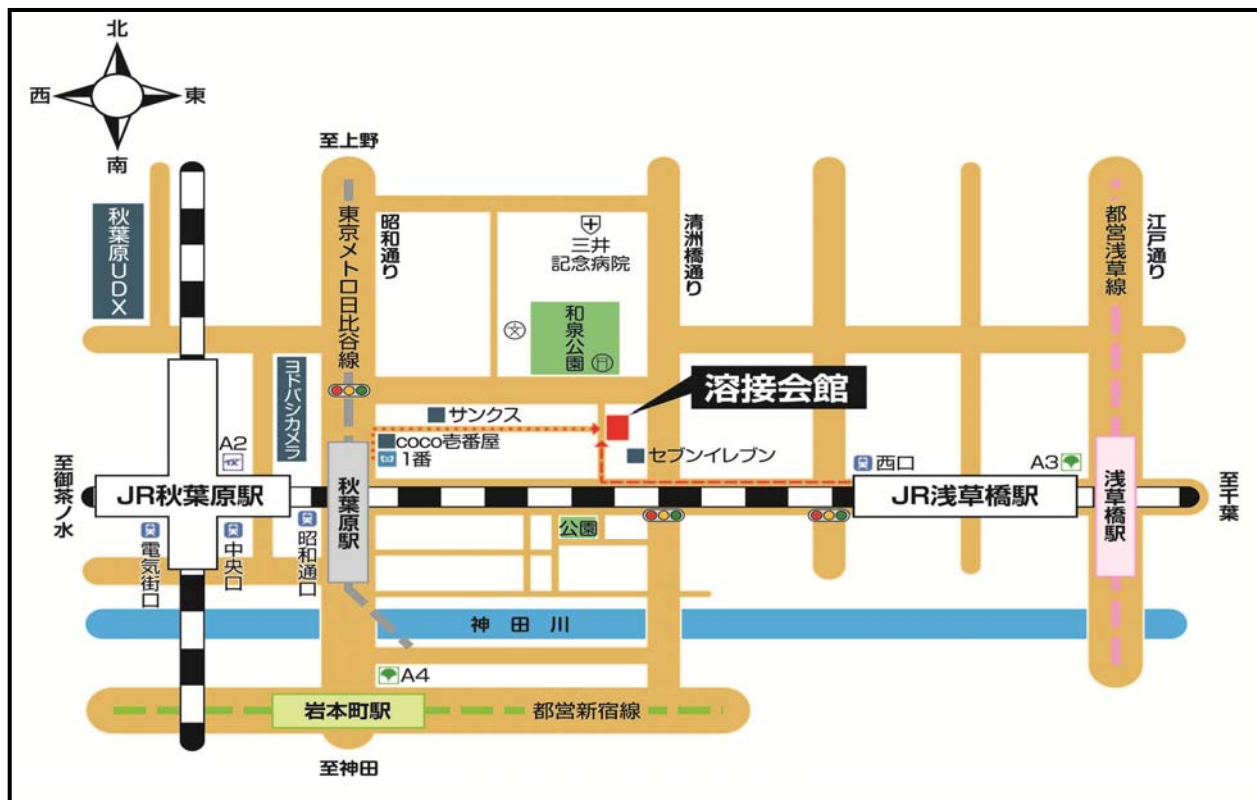 北
西
東
南
至上野
秋葉原UDX
東京メトロ日比谷線
昭和通り
三井
記念病院
清洲橋通り
都営浅草線
江戸通り
和泉公園
文
ヨドバシカメラ
溶接会館
サンクス
coco壱番屋
1番
セブンイレブン
A2
西口
A3
至御茶ノ水
JR秋葉原駅
秋葉原駅
JR浅草橋駅
浅草橋駅
至千葉
電気街口
中央口
昭和通口
公園
神田川
A4
岩本町駅
都営新宿線
至神田